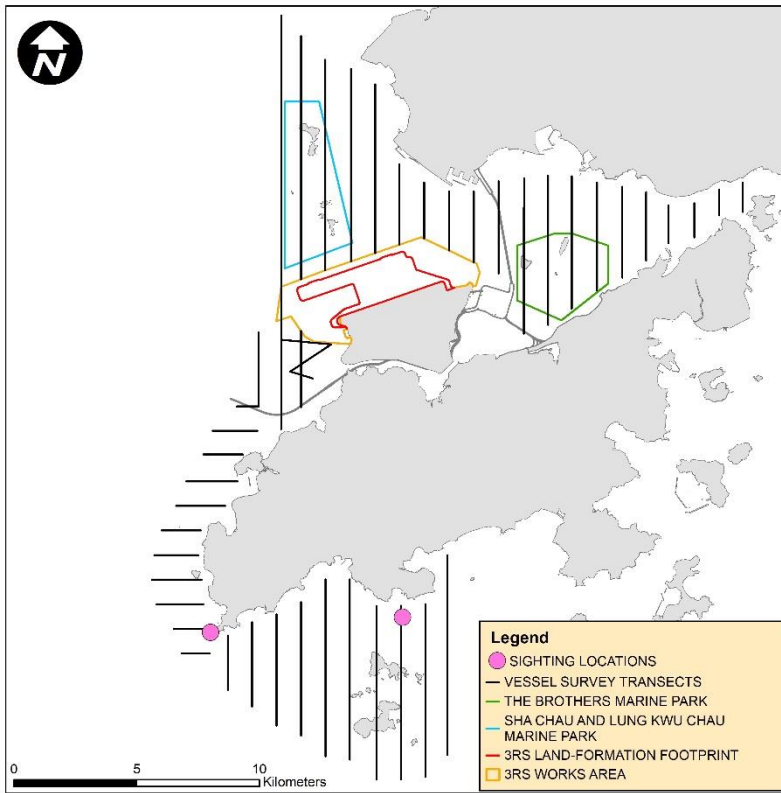 N
Legend
SIGHTING LOCATIONS
VESSEL SURVEY TRANSECTS
THE BROTHERS MARINE PARK
SHA CHAU AND LUNG KWU CHAU
MARINE PARK
3RS LAND-FORMATION FOOTPRINT
3RS WORKS AREA
0 5 10
Kilometers